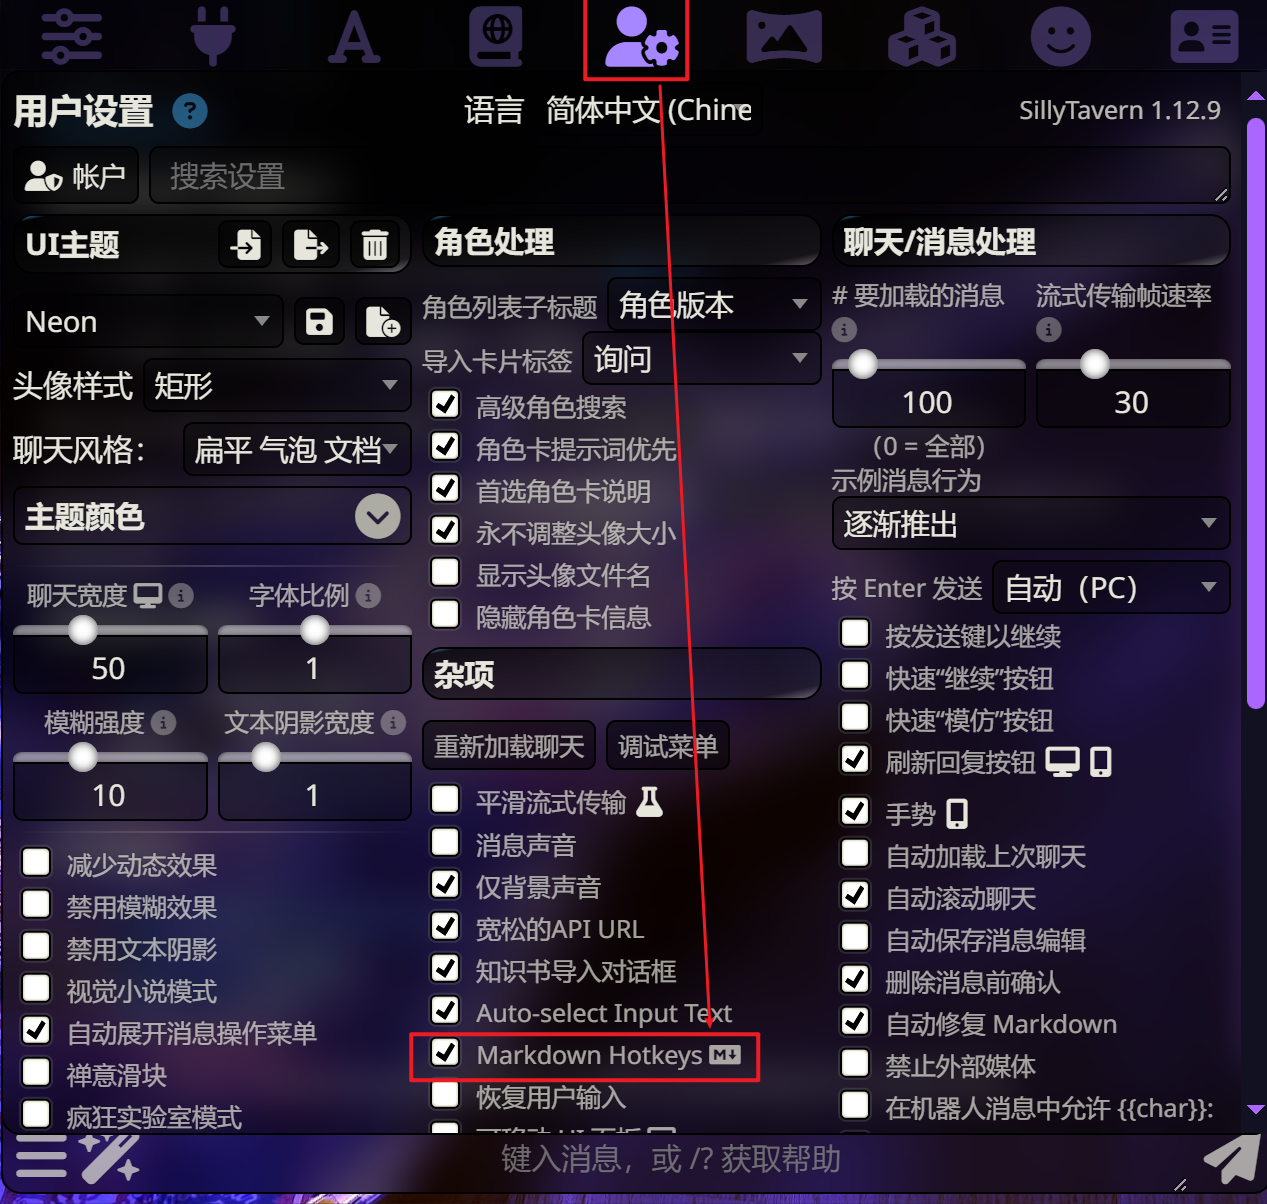 用户设置 ?
语言 简体中文 (Chine
SillyTavern 1.12.9
帐户
搜索设置
UI主题
Neon
头像样式 矩形
聊天风格： 扁平 气泡 文档
主题颜色
聊天宽度 字体比例
50 1
模糊强度 文本阴影宽度
10 1
减少动态效果
禁用模糊效果
禁用文本阴影
视觉小说模式
自动展开消息操作菜单
禅意滑块
疯狂实验室模式
角色处理
角色列表子标题 角色版本
导入卡片标签 询问
高级角色搜索
角色卡提示词优先
首选角色卡说明
永不调整头像大小
显示头像文件名
隐藏角色卡信息
杂项
重新加载聊天 调试菜单
平滑流式传输
消息声音
仅背景声音
宽松的API URL
知识书导入对话框
Auto-select Input Text
Markdown Hotkeys M
恢复用户输入
聊天/消息处理
# 要加载的消息 流式传输帧速率
100 30
（0 = 全部）
示例消息行为
逐渐推出
按 Enter 发送 自动（PC）
按发送键以继续
快速“继续”按钮
快速“模仿”按钮
刷新回复按钮
手势
自动加载上次聊天
自动滚动聊天
自动保存消息编辑
删除消息前确认
自动修复 Markdown
禁止外部媒体
在机器人消息中允许 {{char}}:
键入消息，或 /? 获取帮助